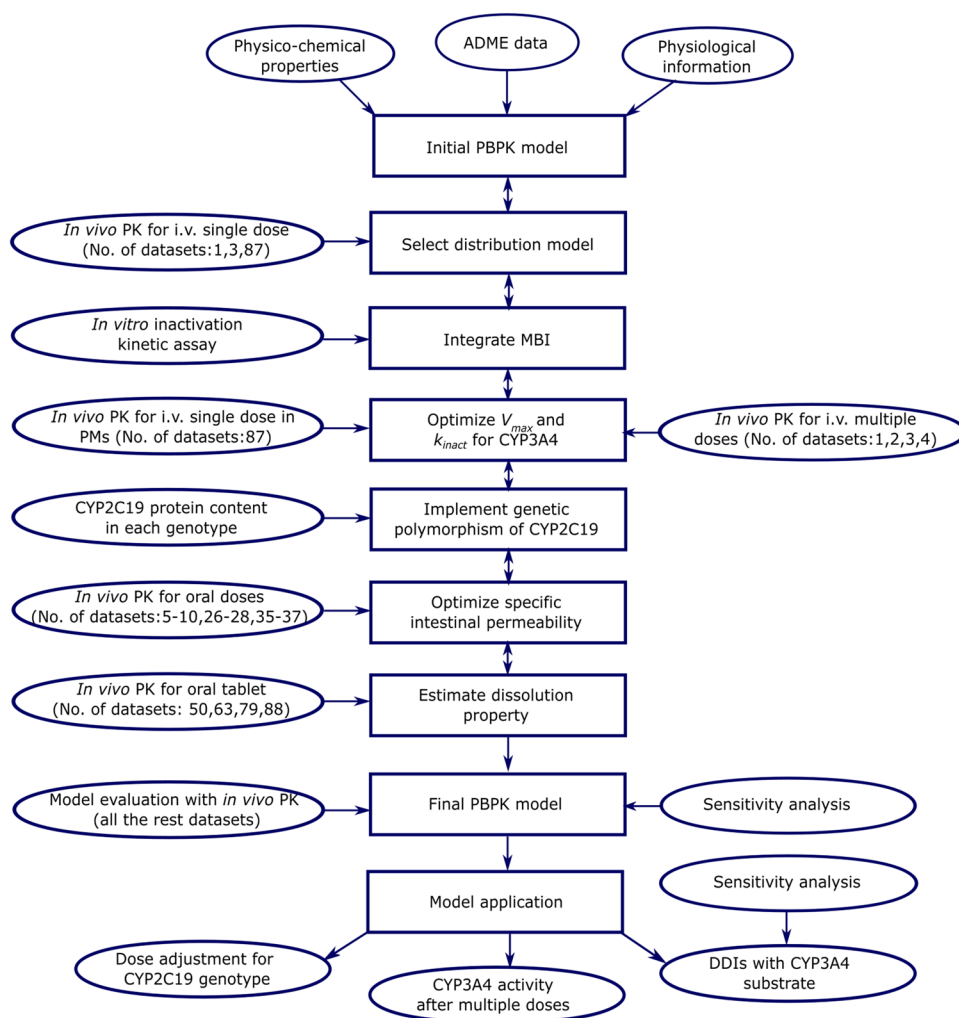 Physico-chemical
properties
ADME data
Physiological
information
Initial PBPK model
In vivo PK for i.v. single dose
(No. of datasets:1,3,87)
Select distribution model
In vitro inactivation
kinetic assay
Integrate MBI
In vivo PK for i.v. single dose in
PMs (No. of datasets:87)
Optimize Vmax and
kinact for CYP3A4
In vivo PK for i.v. multiple
doses (No. of datasets:1,2,3,4)
CYP2C19 protein content
in each genotype
Implement genetic
polymorphism of CYP2C19
In vivo PK for oral doses
(No. of datasets:5-10,26-28,35-37)
Optimize specific
intestinal permeability
In vivo PK for oral tablet
(No. of datasets: 50,63,79,88)
Estimate dissolution
property
Model evaluation with in vivo PK
(all the rest datasets)
Final PBPK model
Sensitivity analysis
Model application
Sensitivity analysis
Dose adjustment for
CYP2C19 genotype
CYP3A4 activity
after multiple doses
DDIs with CYP3A4
substrate